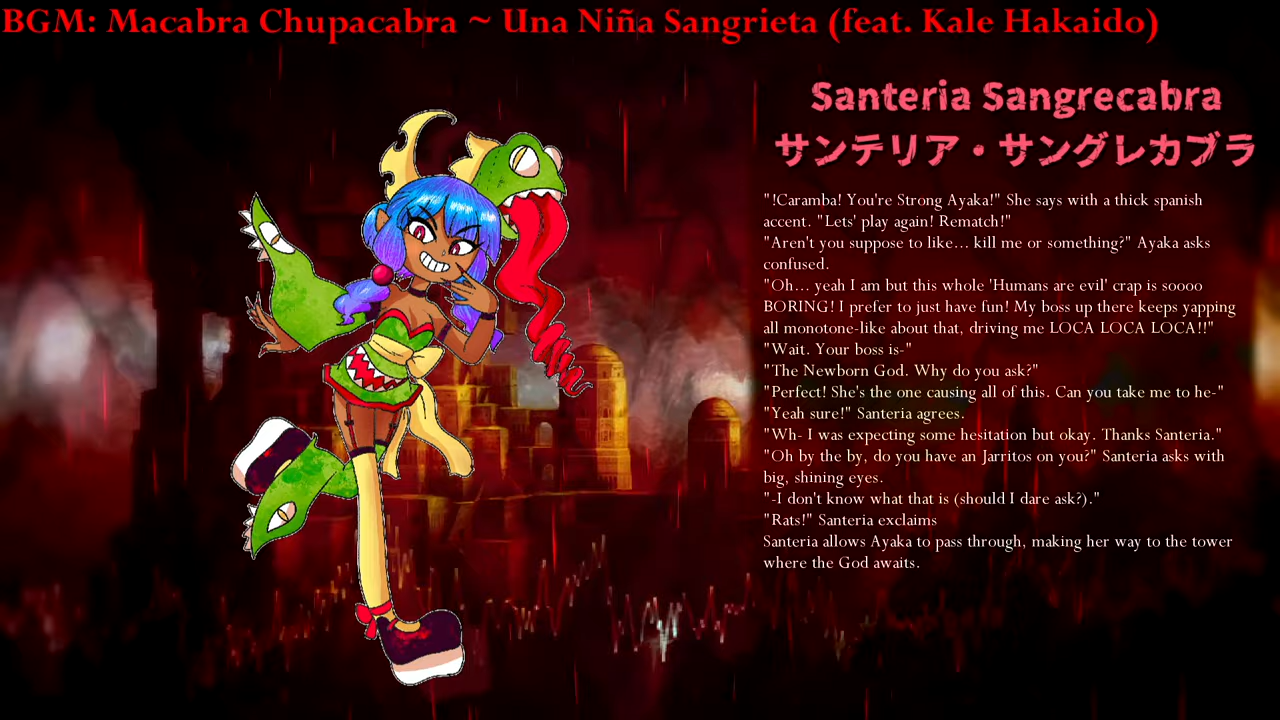 BGM: Macabra Chupacabra ~ Una Niña Sangrieta (feat. Kale Hakaido)
Santeria Sangrecabra
サンテリア・サングレカブラ
"!Caramba! You're Strong Ayaka!" She says with a thick spanish
accent. "Lets' play again! Rematch!"
"Aren't you suppose to like... kill me or something?" Ayaka asks
confused.
"Oh... yeah I am but this whole 'Humans are evil' crap is soooo
BORING! I prefer to just have fun! My boss up there keeps yapping
all monotone-like about that, driving me LOCA LOCA LOCA!!"
"Wait. Your boss is-"
"The Newborn God. Why do you ask?"
"Perfect! She's the one causing all of this. Can you take me to he-"
"Yeah sure!" Santeria agrees.
"Wh- I was expecting some hesitation but okay. Thanks Santeria."
"Oh by the by, do you have an Jarritos on you?" Santeria asks with
big, shining eyes.
"-I don't know what that is (should I dare ask?)."
"Rats!" Santeria exclaims
Santeria allows Ayaka to pass through, making her way to the tower
where the God awaits.